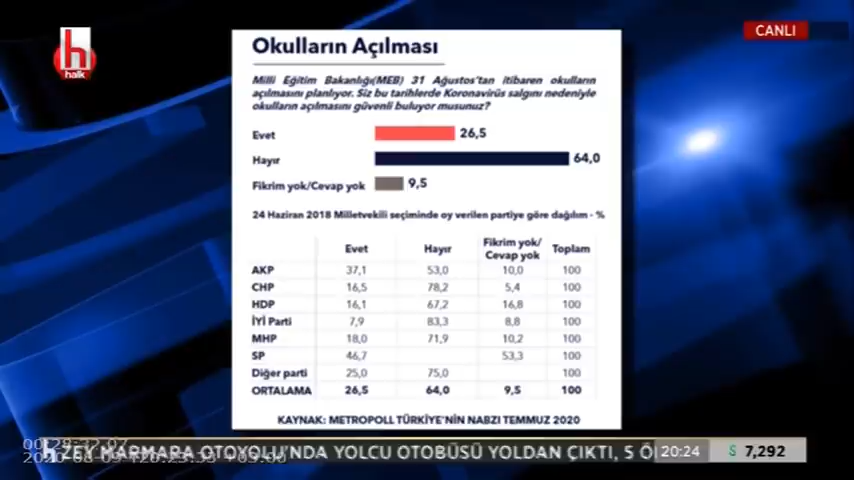 h
halk
CANLI
Okulların Açılması
Milli Eğitim Bakanlığı(MEB) 31 Ağustos'tan itibaren okulların
açılmasını planlıyor. Siz bu tarihlerde Koronavirüs salgını nedeniyle
okulların açılmasını güvenli buluyor musunuz?
Evet 26,5
Hayır 64,0
Fikrim yok/Cevap yok 9,5
24 Haziran 2018 Milletvekili seçiminde oy verilen partiye göre dağılım - %
Evet Hayır Fikrim yok/ Toplam
Cevap yok
AKP 37,1 53,0 10,0 100
CHP 16,5 78,2 5,4 100
HDP 16,1 67,2 16,8 100
İYİ Parti 7,9 83,3 8,8 100
MHP 18,0 71,9 10,2 100
SP 46,7 53,3 100
Diğer parti 25,0 75,0 100
ORTALAMA 26,5 64,0 9,5 100
KAYNAK: METROPOLL TÜRKİYE'NİN NABZI TEMMUZ 2020
h ZEY MARMARA OTOYOLU'NDA YOLCU OTOBÜSÜ YOLDAN ÇIKTI, 5 Ö 20:24 $ 7,292